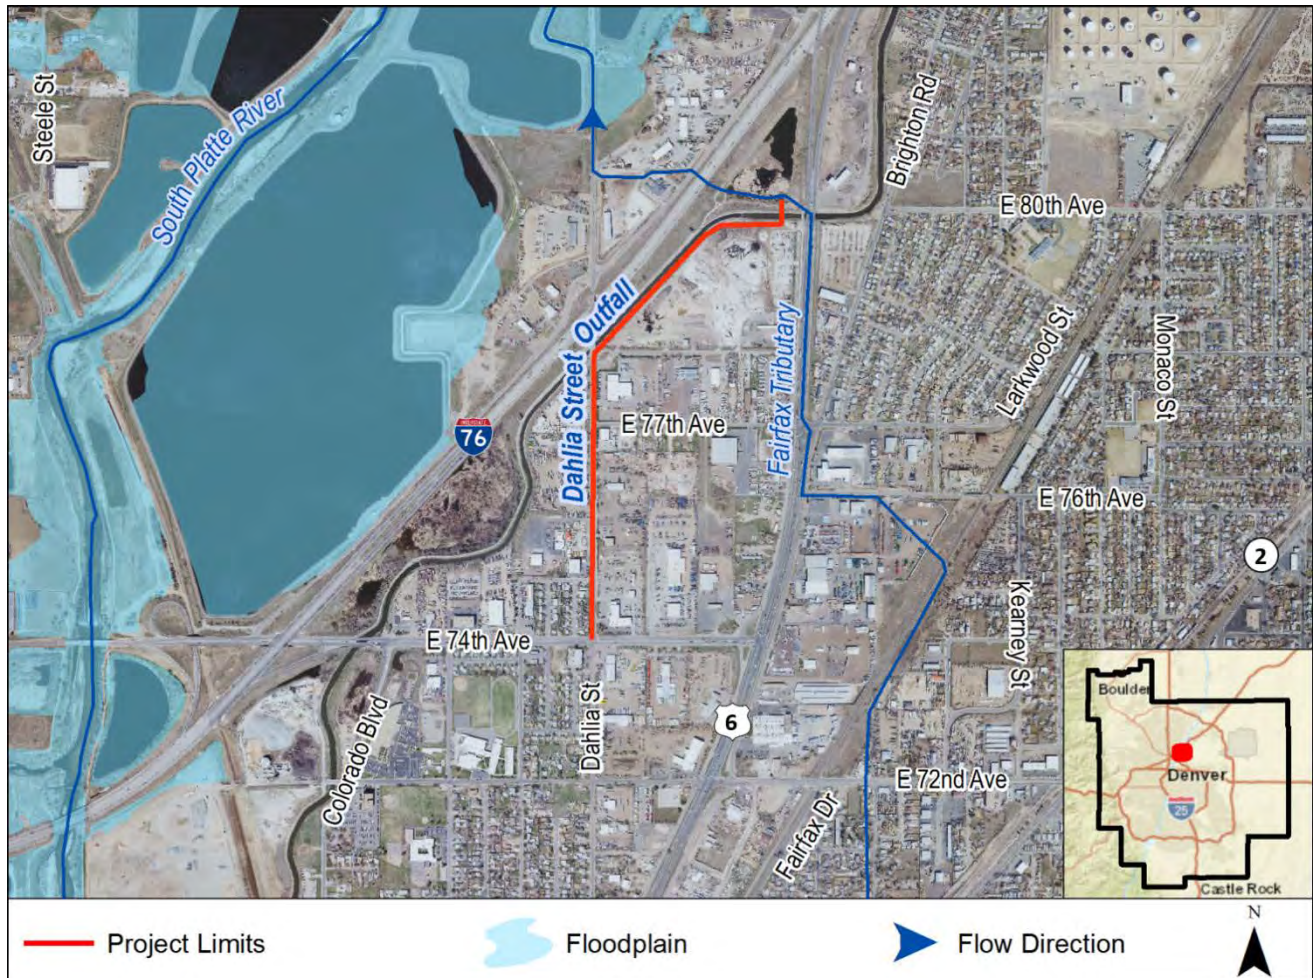 Steele St
South Platte River
Brighton Rd
E 80th Ave
Dahlia Street Outfall
Larkwood St
Monaco St
INTERSTATE
76
E 77th Ave
Fairfax Tributary
E 76th Ave
2
Kearney St
E 74th Ave
Colorado Blvd
Dahlia St
6
E 72nd Ave
Fairfax Dr
Boulder
Denver
25
Castle Rock
Project Limits
Floodplain
Flow Direction
N